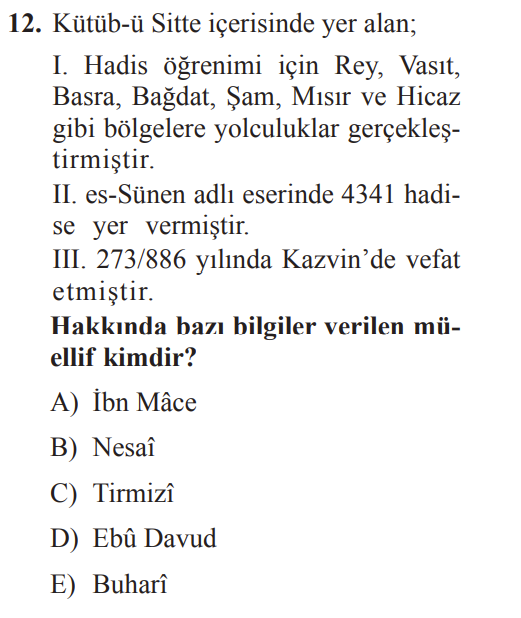 12. Kütüb-ü Sitte içerisinde yer alan;
I. Hadis öğrenimi için Rey, Vasıt,
Basra, Bağdat, Şam, Mısır ve Hicaz
gibi bölgelere yolculuklar gerçekleş-
tirmiştir.
II. es-Sünen adlı eserinde 4341 hadi-
se yer vermiştir.
III. 273/886 yılında Kazvin’de vefat
etmiştir.
Hakkında bazı bilgiler verilen mü-
ellif kimdir?
A) İbn Mâce
B) Nesaî
C) Tirmizî
D) Ebû Davud
E) Buharî